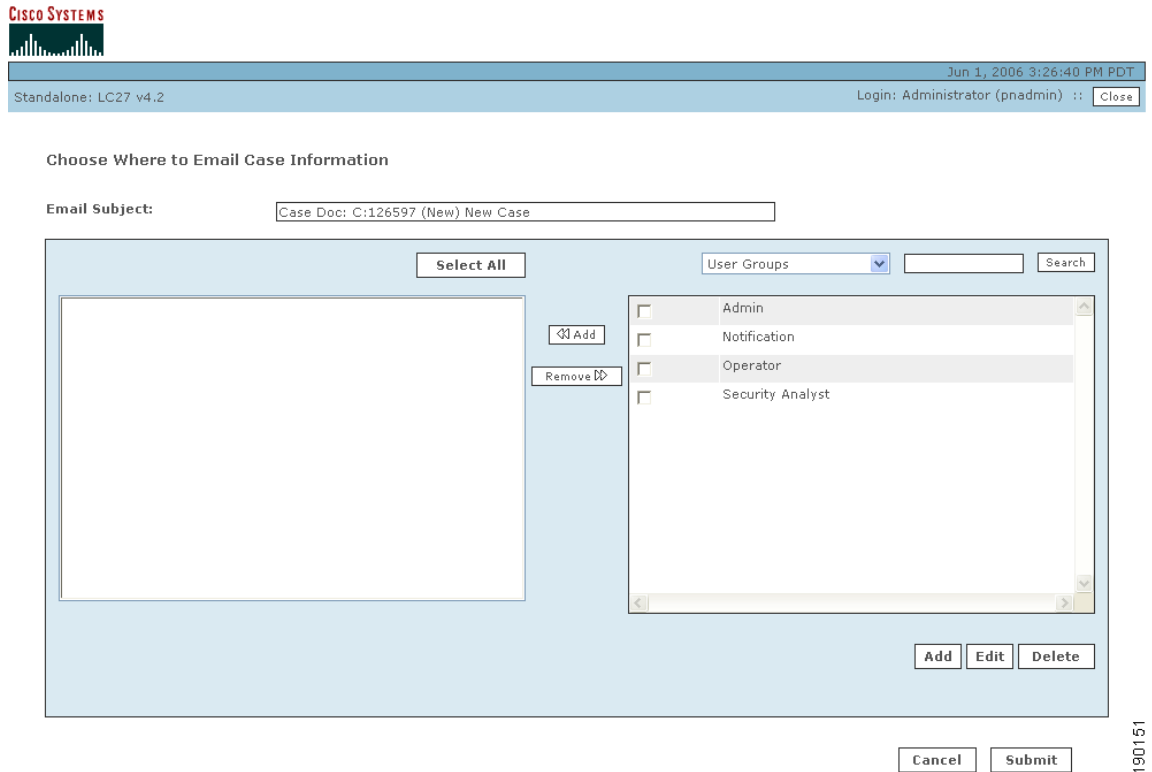 CISCO SYSTEMS
Jun 1, 2006 3:26:40 PM PDT
Standalone: LC27 v4.2
Login: Administrator (pnadmin) :: Close
Choose Where to Email Case Information
Email Subject: Case Doc: C:126597 (New) New Case
Select All
User Groups
Search
Add
Remove
Admin
Notification
Operator
Security Analyst
Add Edit Delete
Cancel Submit
190151